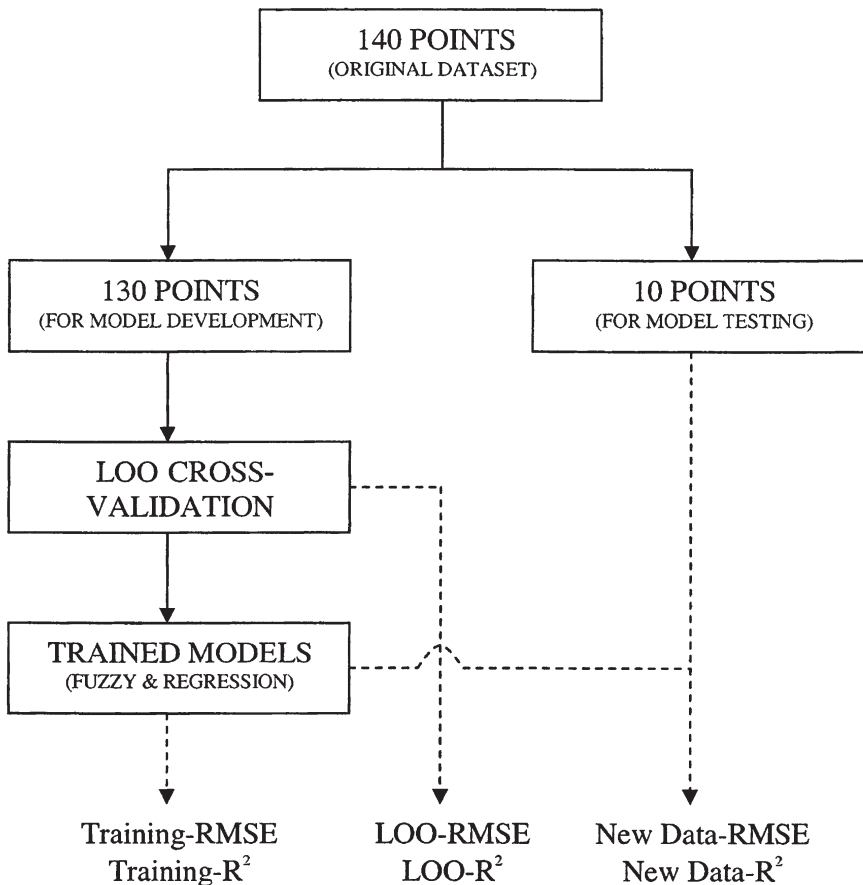 140 POINTS
(ORIGINAL DATASET)
130 POINTS
(FOR MODEL DEVELOPMENT)
10 POINTS
(FOR MODEL TESTING)
LOO CROSS-
VALIDATION
TRAINED MODELS
(FUZZY & REGRESSION)
Training-RMSE
Training-R²
LOO-RMSE
LOO-R²
New Data-RMSE
New Data-R²